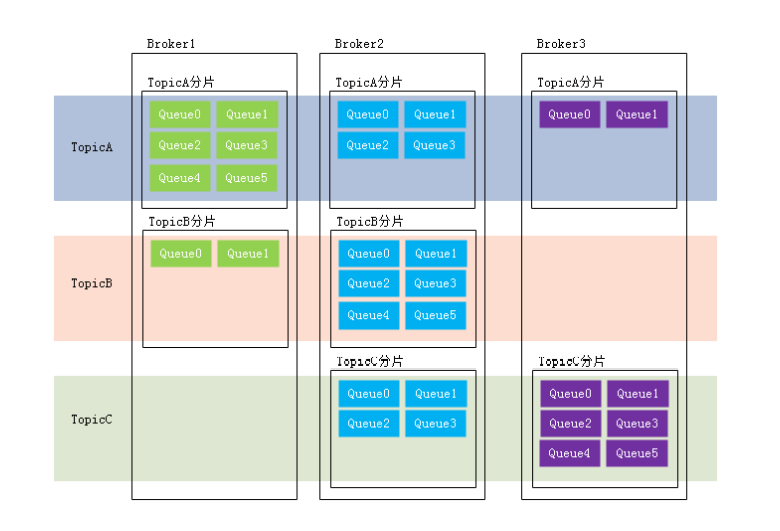 Broker1 Broker2 Broker3
TopicA分片 TopicA分片 TopicA分片
Queue0 Queue1 Queue0 Queue1 Queue0 Queue1
TopicA Queue2 Queue3 Queue2 Queue3
Queue4 Queue5
TopicB分片 TopicB分片
Queue0 Queue1 Queue0 Queue1
TopicB Queue2 Queue3
Queue4 Queue5
TopicC分片 TopicC分片
Queue0 Queue1 Queue0 Queue1
TopicC Queue2 Queue3 Queue2 Queue3
Queue4 Queue5